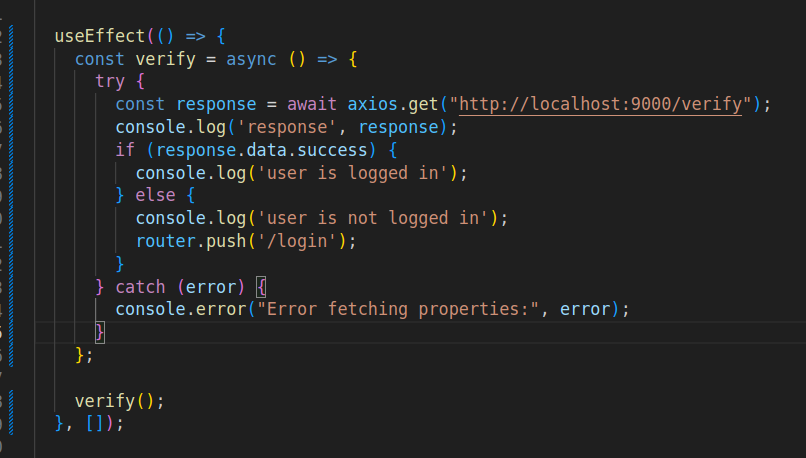 useEffect(() => {
const verify = async () => {
try {
const response = await axios.get("http://localhost:9000/verify");
console.log('response', response);
if (response.data.success) {
console.log('user is logged in');
} else {
console.log('user is not logged in');
router.push('/login');
}
} catch (error) {
console.error("Error fetching properties:", error);
}
};
verify();
}, []);